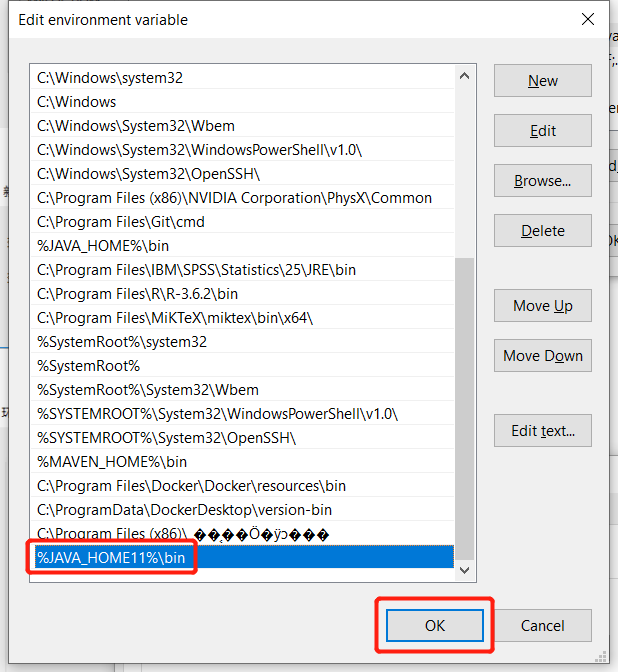 Edit environment variable
C:\Windows\system32
C:\Windows
C:\Windows\System32\Wbem
C:\Windows\System32\WindowsPowerShell\v1.0\
C:\Windows\System32\OpenSSH\
C:\Program Files (x86)\NVIDIA Corporation\PhysX\Common
C:\Program Files\Git\cmd
%JAVA_HOME%\bin
C:\Program Files\IBM\SPSS\Statistics\25\JRE\bin
C:\Program Files\R\R-3.6.2\bin
C:\Program Files\MiKTeX\miktex\bin\x64\
%SystemRoot%\system32
%SystemRoot%
%SystemRoot%\System32\Wbem
%SYSTEMROOT%\System32\WindowsPowerShell\v1.0\
%SYSTEMROOT%\System32\OpenSSH\
%MAVEN_HOME%\bin
C:\Program Files\Docker\Docker\resources\bin
C:\ProgramData\DockerDesktop\version-bin
C:\Program Files (x86)\
%JAVA_HOME11%\bin
New
Edit
Browse...
Delete
Move Up
Move Down
Edit text...
OK
Cancel